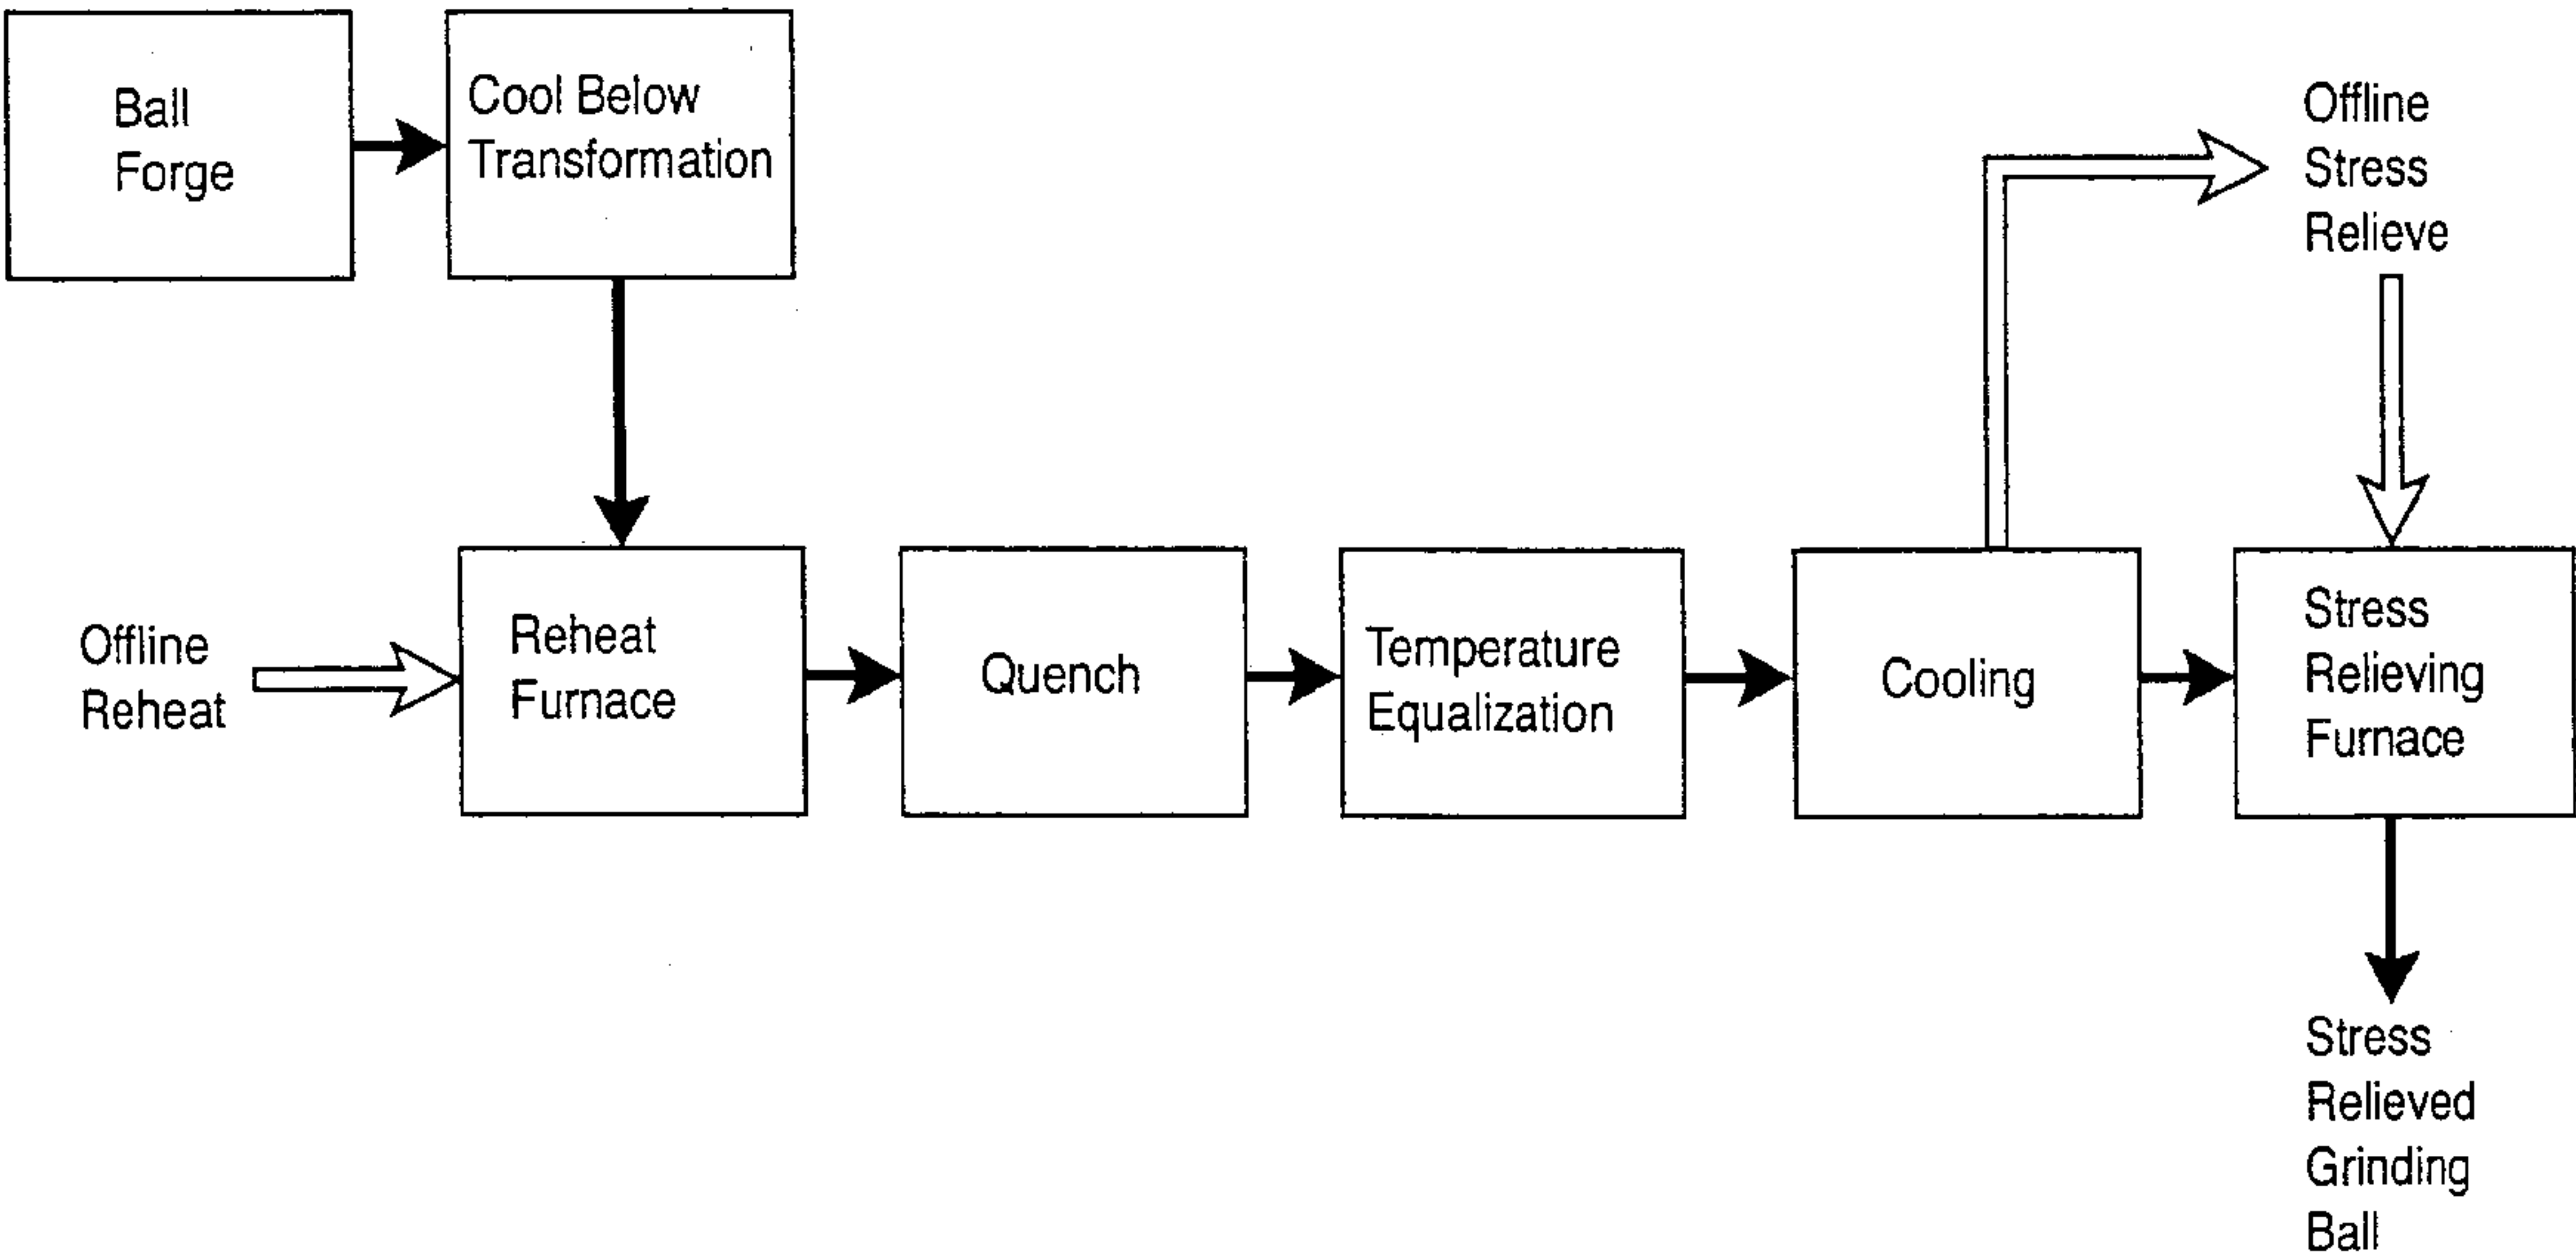 Ball
Forge
Cool Below
Transformation
Offline
Stress
Relieve
Offline
Reheat
Reheat
Furnace
Quench
Temperature
Equalization
Cooling
Stress
Relieving
Furnace
Stress
Relieved
Grinding
Ball